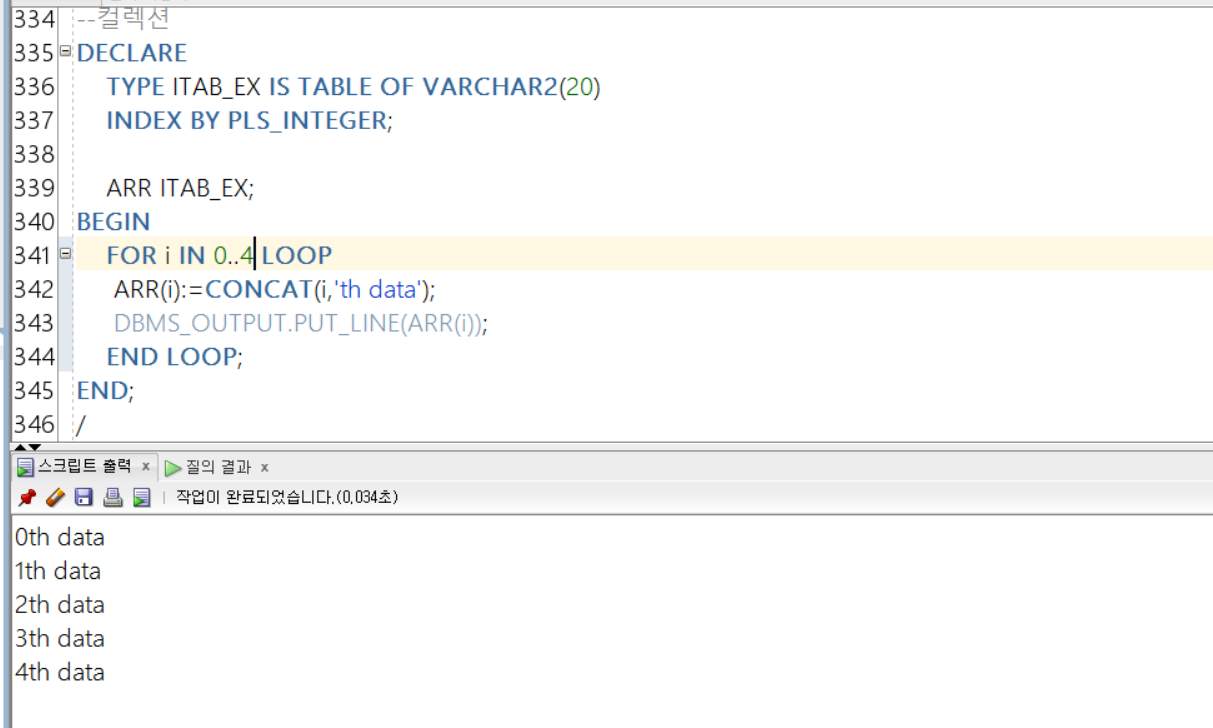 334 --컬렉션
335 DECLARE
336 TYPE ITAB_EX IS TABLE OF VARCHAR2(20)
337 INDEX BY PLS_INTEGER;
338
339 ARR ITAB_EX;
340 BEGIN
341 FOR i IN 0..4 LOOP
342 ARR(i):=CONCAT(i,'th data');
343 DBMS_OUTPUT.PUT_LINE(ARR(i));
344 END LOOP;
345 END;
346 /
스크립트 출력 x 질의 결과 x
작업이 완료되었습니다.(0.034초)
0th data
1th data
2th data
3th data
4th data